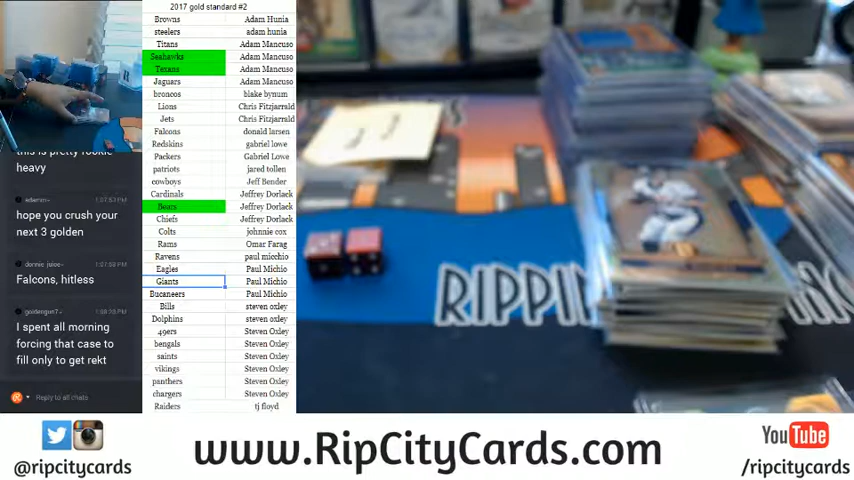 2017 gold standard #2
Browns Adam Hunia
steelers adam hunia
Titans Adam Mancuso
Seahawks Adam Mancuso
Texans Adam Mancuso
Jaguars Adam Mancuso
broncos blake bynum
Lions Chris Fitzjarrald
Jets Chris Fitzjarrald
Falcons donald larsen
Redskins gabriel lowe
Packers Gabriel Lowe
patriots jared tollen
cowboys Jeff Bender
Cardinals Jeffrey Dorlack
Bears Jeffrey Dorlack
Chiefs Jeffrey Dorlack
Colts johnnie cox
Rams Omar Farag
Ravens paul micchio
Eagles Paul Michio
Giants Paul Michio
Bucaneers Paul Michio
Bills steven oxley
Dolphins steven oxley
49ers Steven Oxley
bengals Steven Oxley
saints Steven Oxley
vikings Steven Oxley
panthers Steven Oxley
chargers Steven Oxley
Raiders tj floyd
this is pretty rookie
heavy
hope you crush your
next 3 golden
donnie juice
Falcons, hitless
I spent all morning
forcing that case to
fill only to get rekt
Reply to all chats
RIPPIN
www.RipCityCards.com
@ripcitycards
YouTube
/ripcitycards